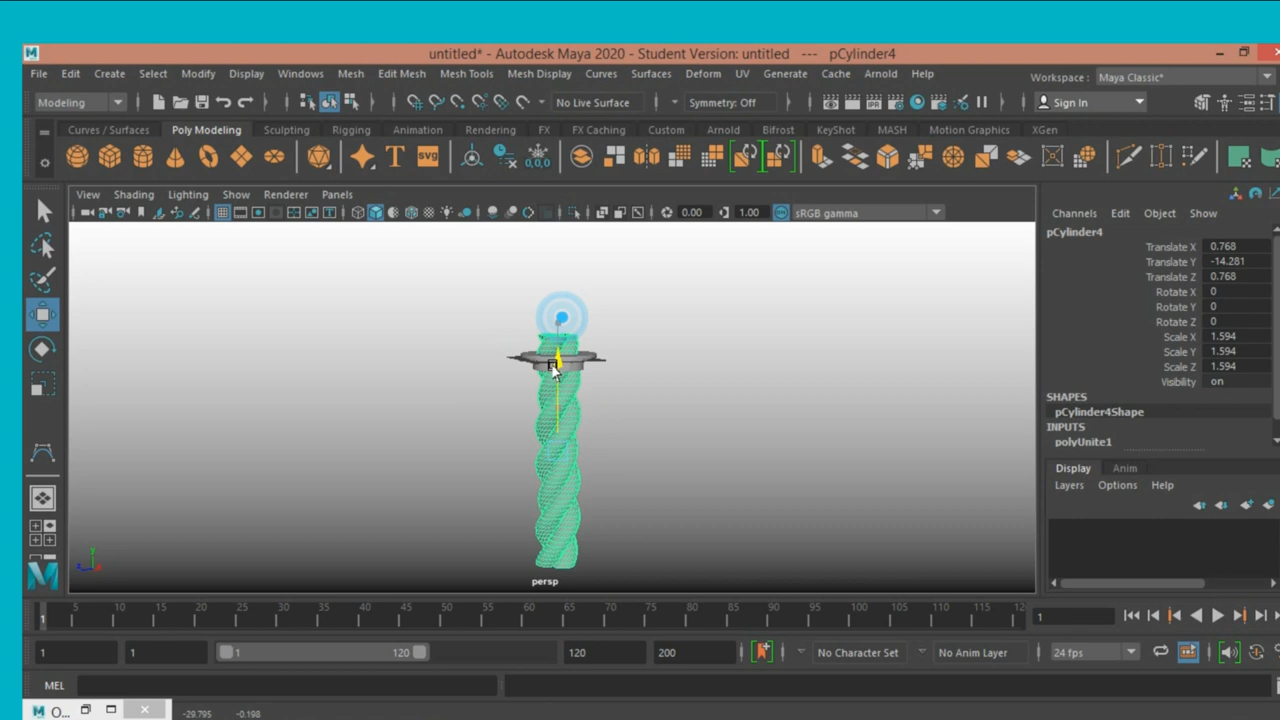 untitled* - Autodesk Maya 2020 - Student Version: untitled --- pCylinder4
File Edit Create Select Modify Display Windows Mesh Edit Mesh Mesh Tools Mesh Display Curves Surfaces Deform UV Generate Cache Arnold Help
Workspace : Maya Classic*
Modeling No Live Surface Symmetry: Off Sign In
Curves / Surfaces Poly Modeling Sculpting Rigging Animation Rendering FX FX Caching Custom Arnold Bifrost KeyShot MASH Motion Graphics XGen
T svg 0,0,0
View Shading Lighting Show Renderer Panels
0.00 1.00 sRGB gamma
persp
Channels Edit Object Show
pCylinder4
Translate X 0.768
Translate Y -14.281
Translate Z 0.768
Rotate X 0
Rotate Y 0
Rotate Z 0
Scale X 1.594
Scale Y 1.594
Scale Z 1.594
Visibility on
SHAPES
pCylinder4Shape
INPUTS
polyUnite1
Display Anim
Layers Options Help
5 10 15 20 25 30 35 40 45 50 55 60 65 70 75 80 85 90 95 100 105 110 115 12
1 1
1 1 1 120 120 200 No Character Set No Anim Layer 24 fps
MEL
O...
-29.795 -0.198